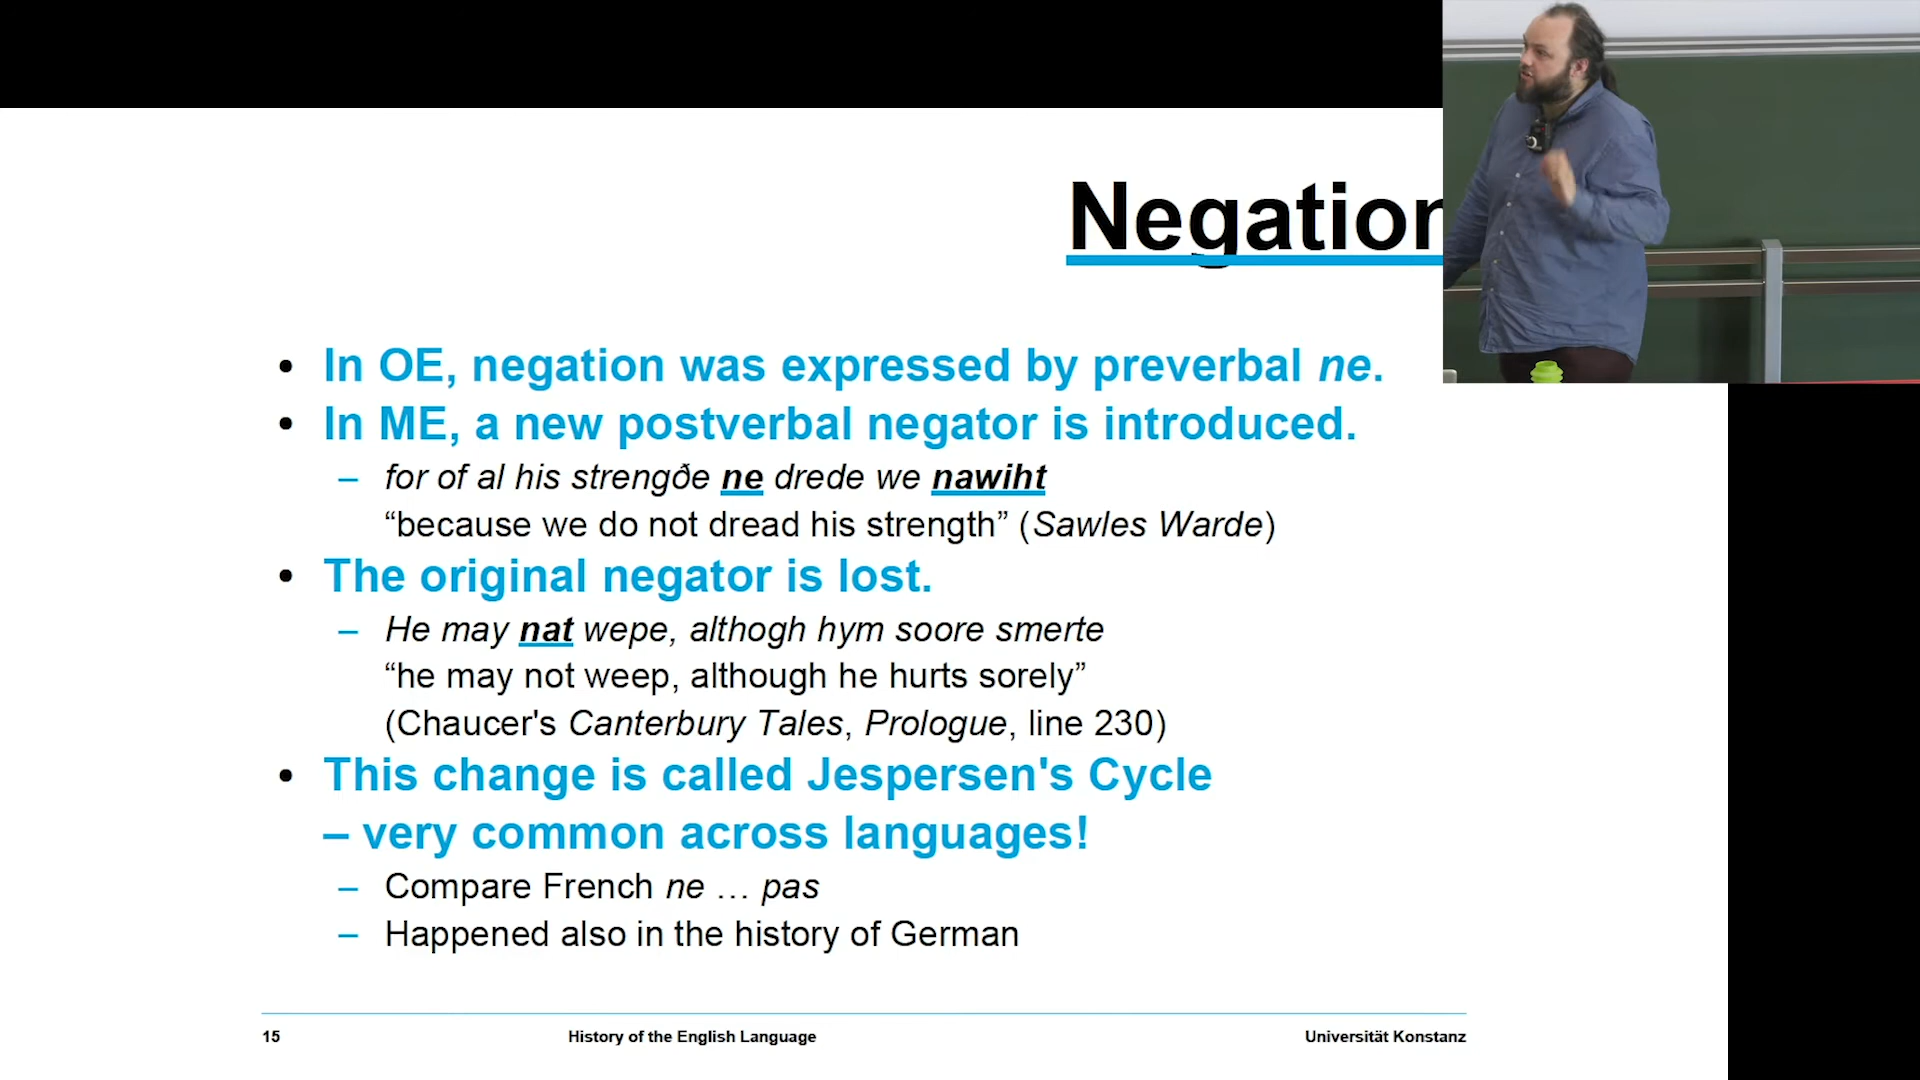 Negation
• In OE, negation was expressed by preverbal ne.
• In ME, a new postverbal negator is introduced.
– for of al his strengðe ne drede we nawiht
“because we do not dread his strength” (Sawles Warde)
• The original negator is lost.
– He may nat wepe, althogh hym soore smerte
“he may not weep, although he hurts sorely”
(Chaucer's Canterbury Tales, Prologue, line 230)
• This change is called Jespersen's Cycle
– very common across languages!
– Compare French ne … pas
– Happened also in the history of German
15 History of the English Language Universität Konstanz